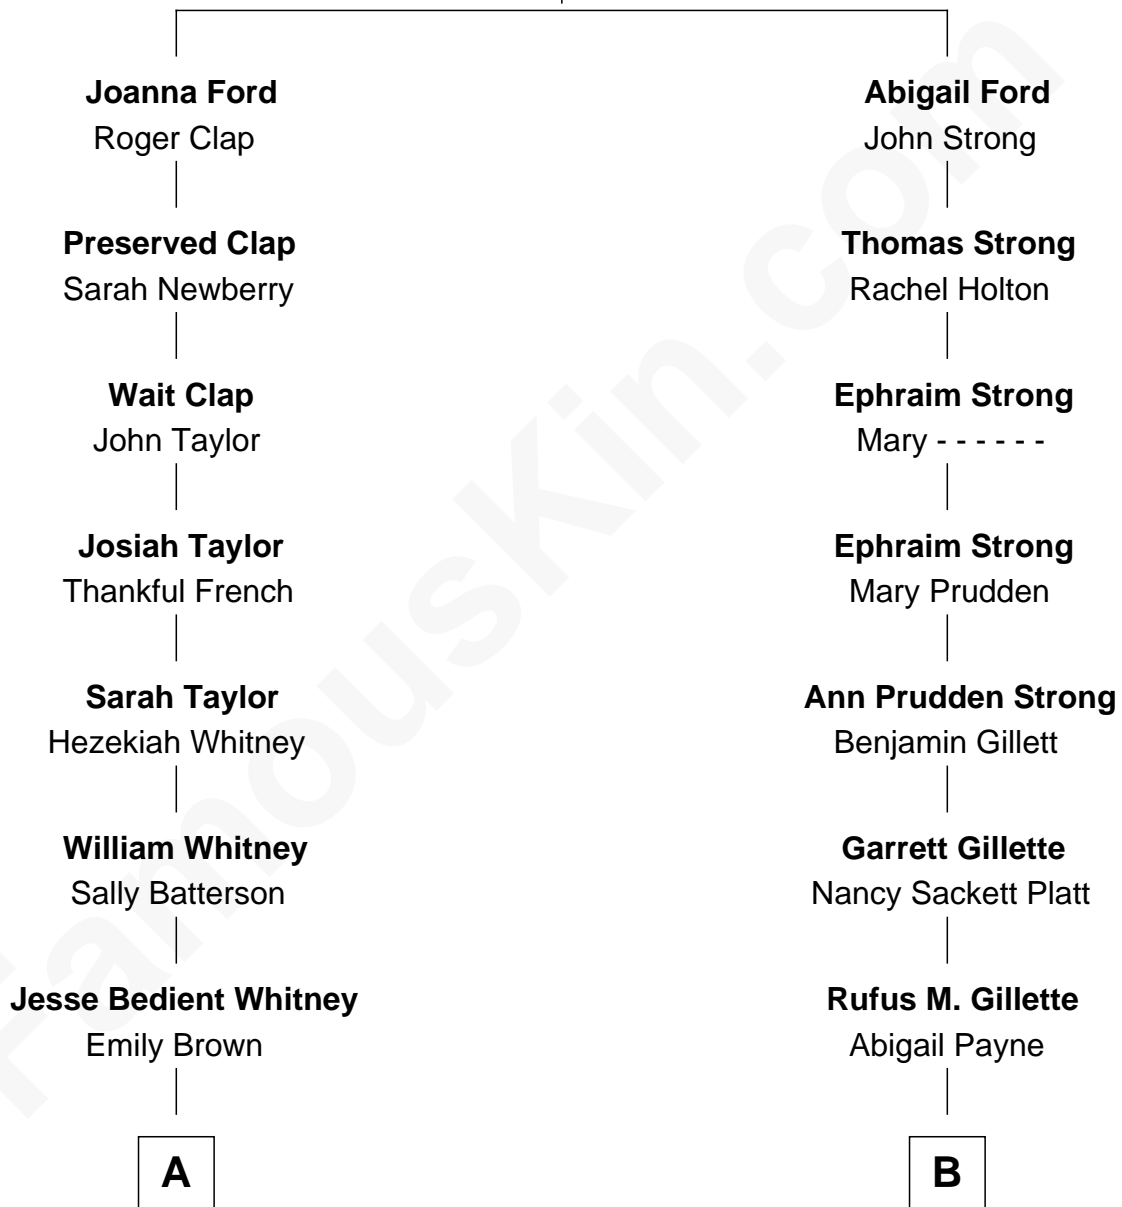 Joanna Ford
Roger Clap
Preserved Clap
Sarah Newberry
Wait Clap
John Taylor
Josiah Taylor
Thankful French
Sarah Taylor
Hezekiah Whitney
William Whitney
Sally Batterson
Jesse Bedient Whitney
Emily Brown
A
Abigail Ford
John Strong
Thomas Strong
Rachel Holton
Ephraim Strong
Mary - - - - - -
Ephraim Strong
Mary Prudden
Ann Prudden Strong
Benjamin Gillett
Garrett Gillette
Nancy Sackett Platt
Rufus M. Gillette
Abigail Payne
B
FamousKin.com